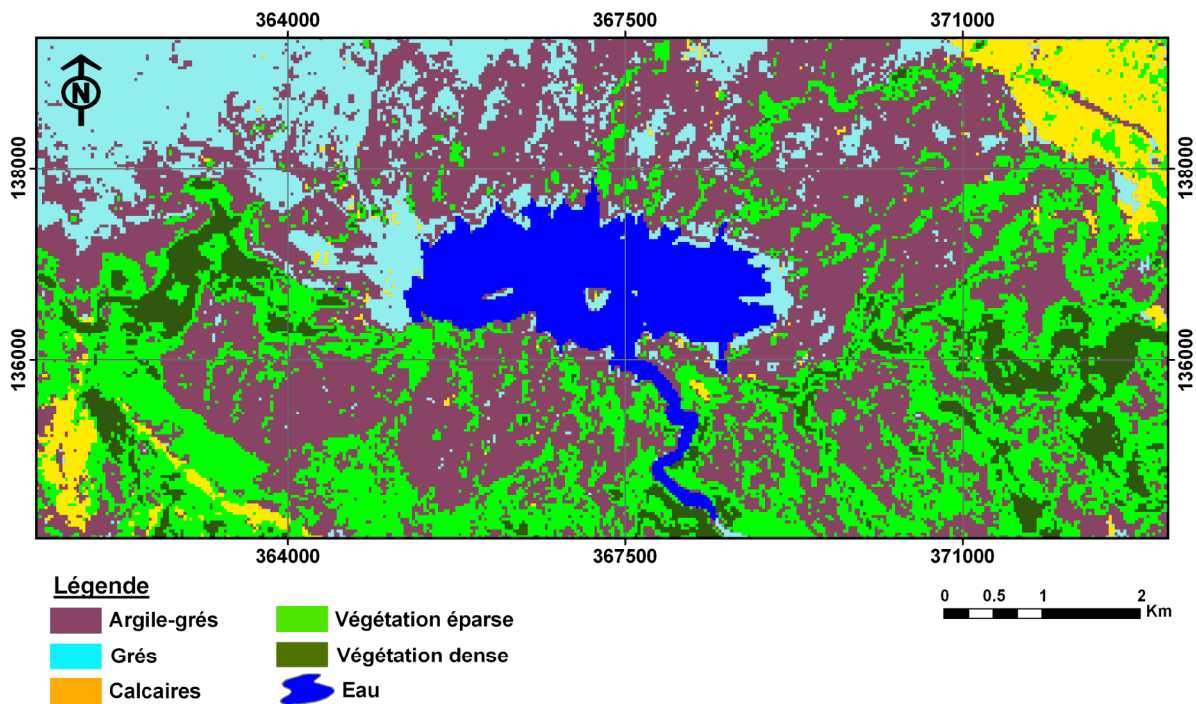 364000 367500 371000
N
138000 138000
136000 136000
364000 367500 371000
Légende
Argile-grés
Grés
Calcaires
Végétation éparse
Végétation dense
Eau
0 0.5 1 2
Km